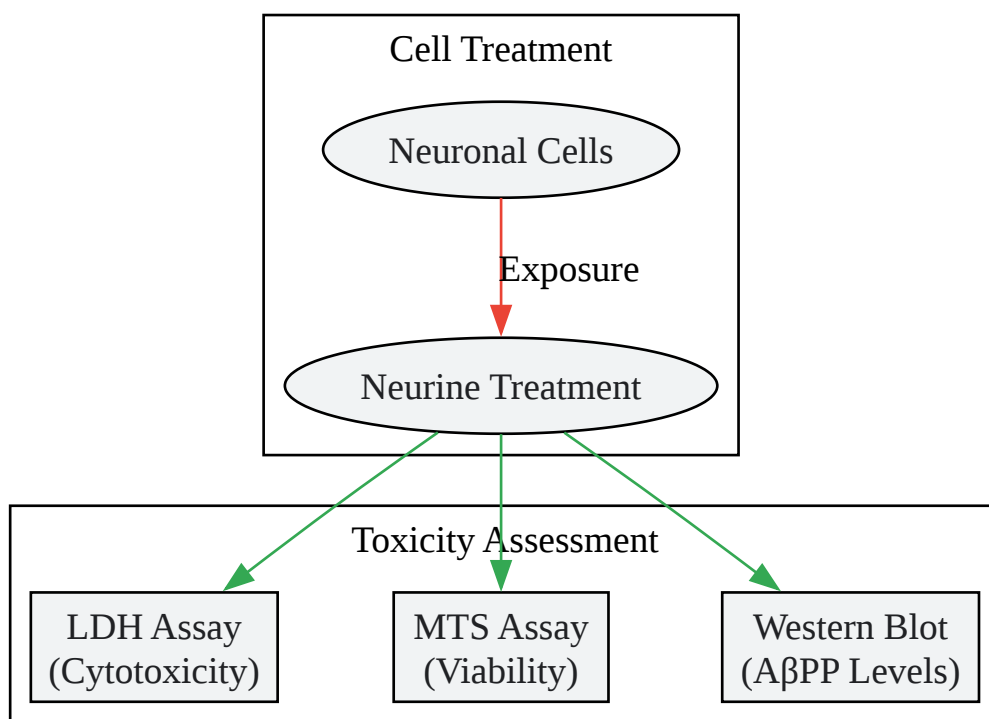 Cell Treatment
Neuronal Cells
Exposure
Neurine Treatment
Toxicity Assessment
LDH Assay
(Cytotoxicity)
MTS Assay
(Viability)
Western Blot
(AβPP Levels)